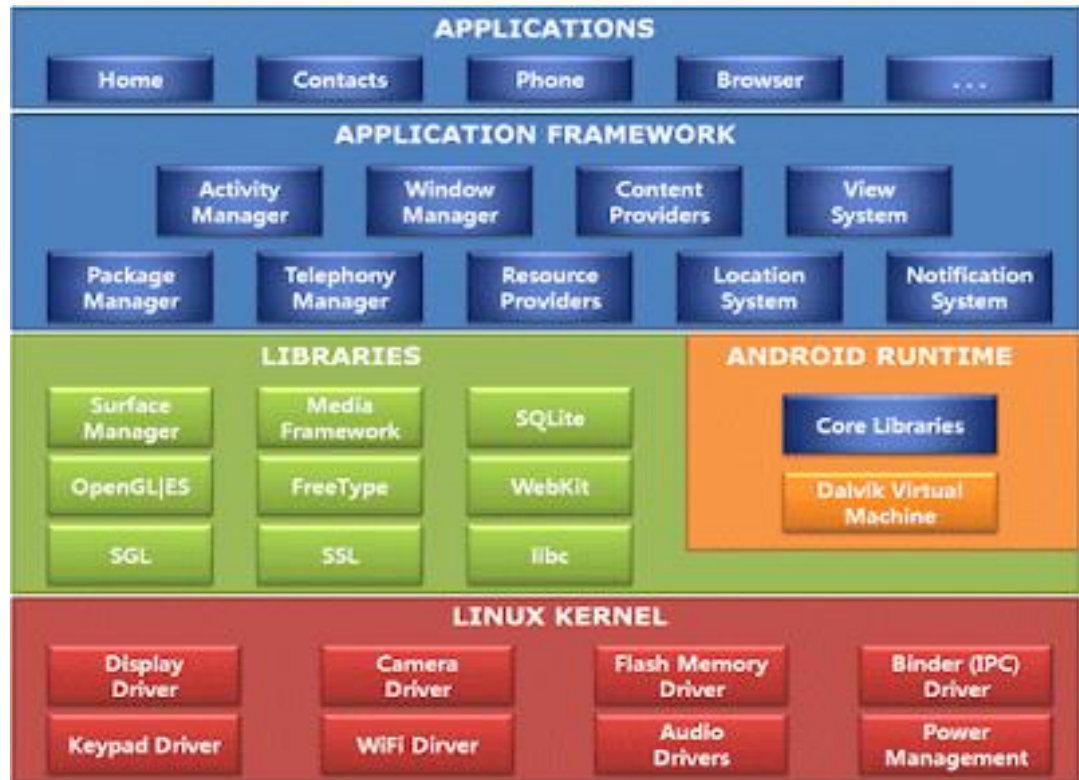 APPLICATIONS
Home
Contacts
Phone
Browser
...
APPLICATION FRAMEWORK
Activity
Manager
Window
Manager
Content
Providers
View
System
Package
Manager
Telephony
Manager
Resource
Providers
Location
System
Notification
System
LIBRARIES
Surface
Manager
Media
Framework
SQLite
OpenGL|ES
FreeType
WebKit
SGL
SSL
libc
ANDROID RUNTIME
Core Libraries
Dalvik Virtual
Machine
LINUX KERNEL
Display
Driver
Camera
Driver
Flash Memory
Driver
Binder (IPC)
Driver
Keypad Driver
WiFi Dirver
Audio
Drivers
Power
Management